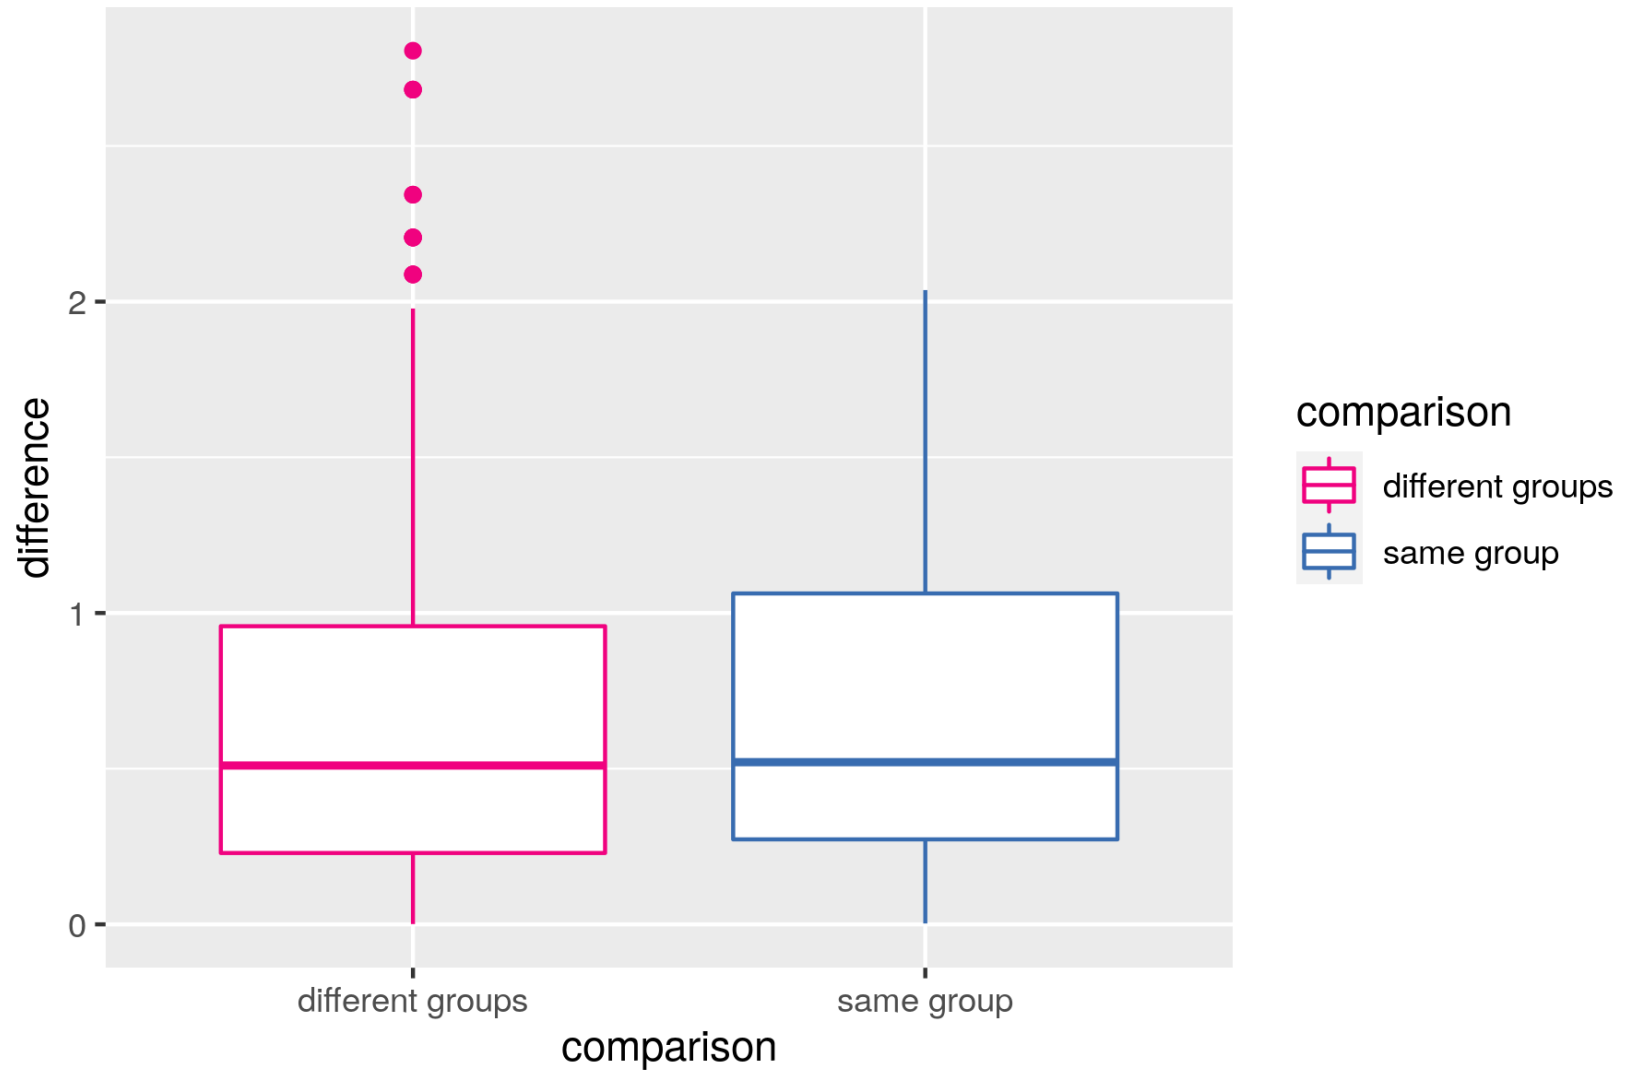 difference
2
1
0
different groups
same group
comparison
comparison
different groups
same group